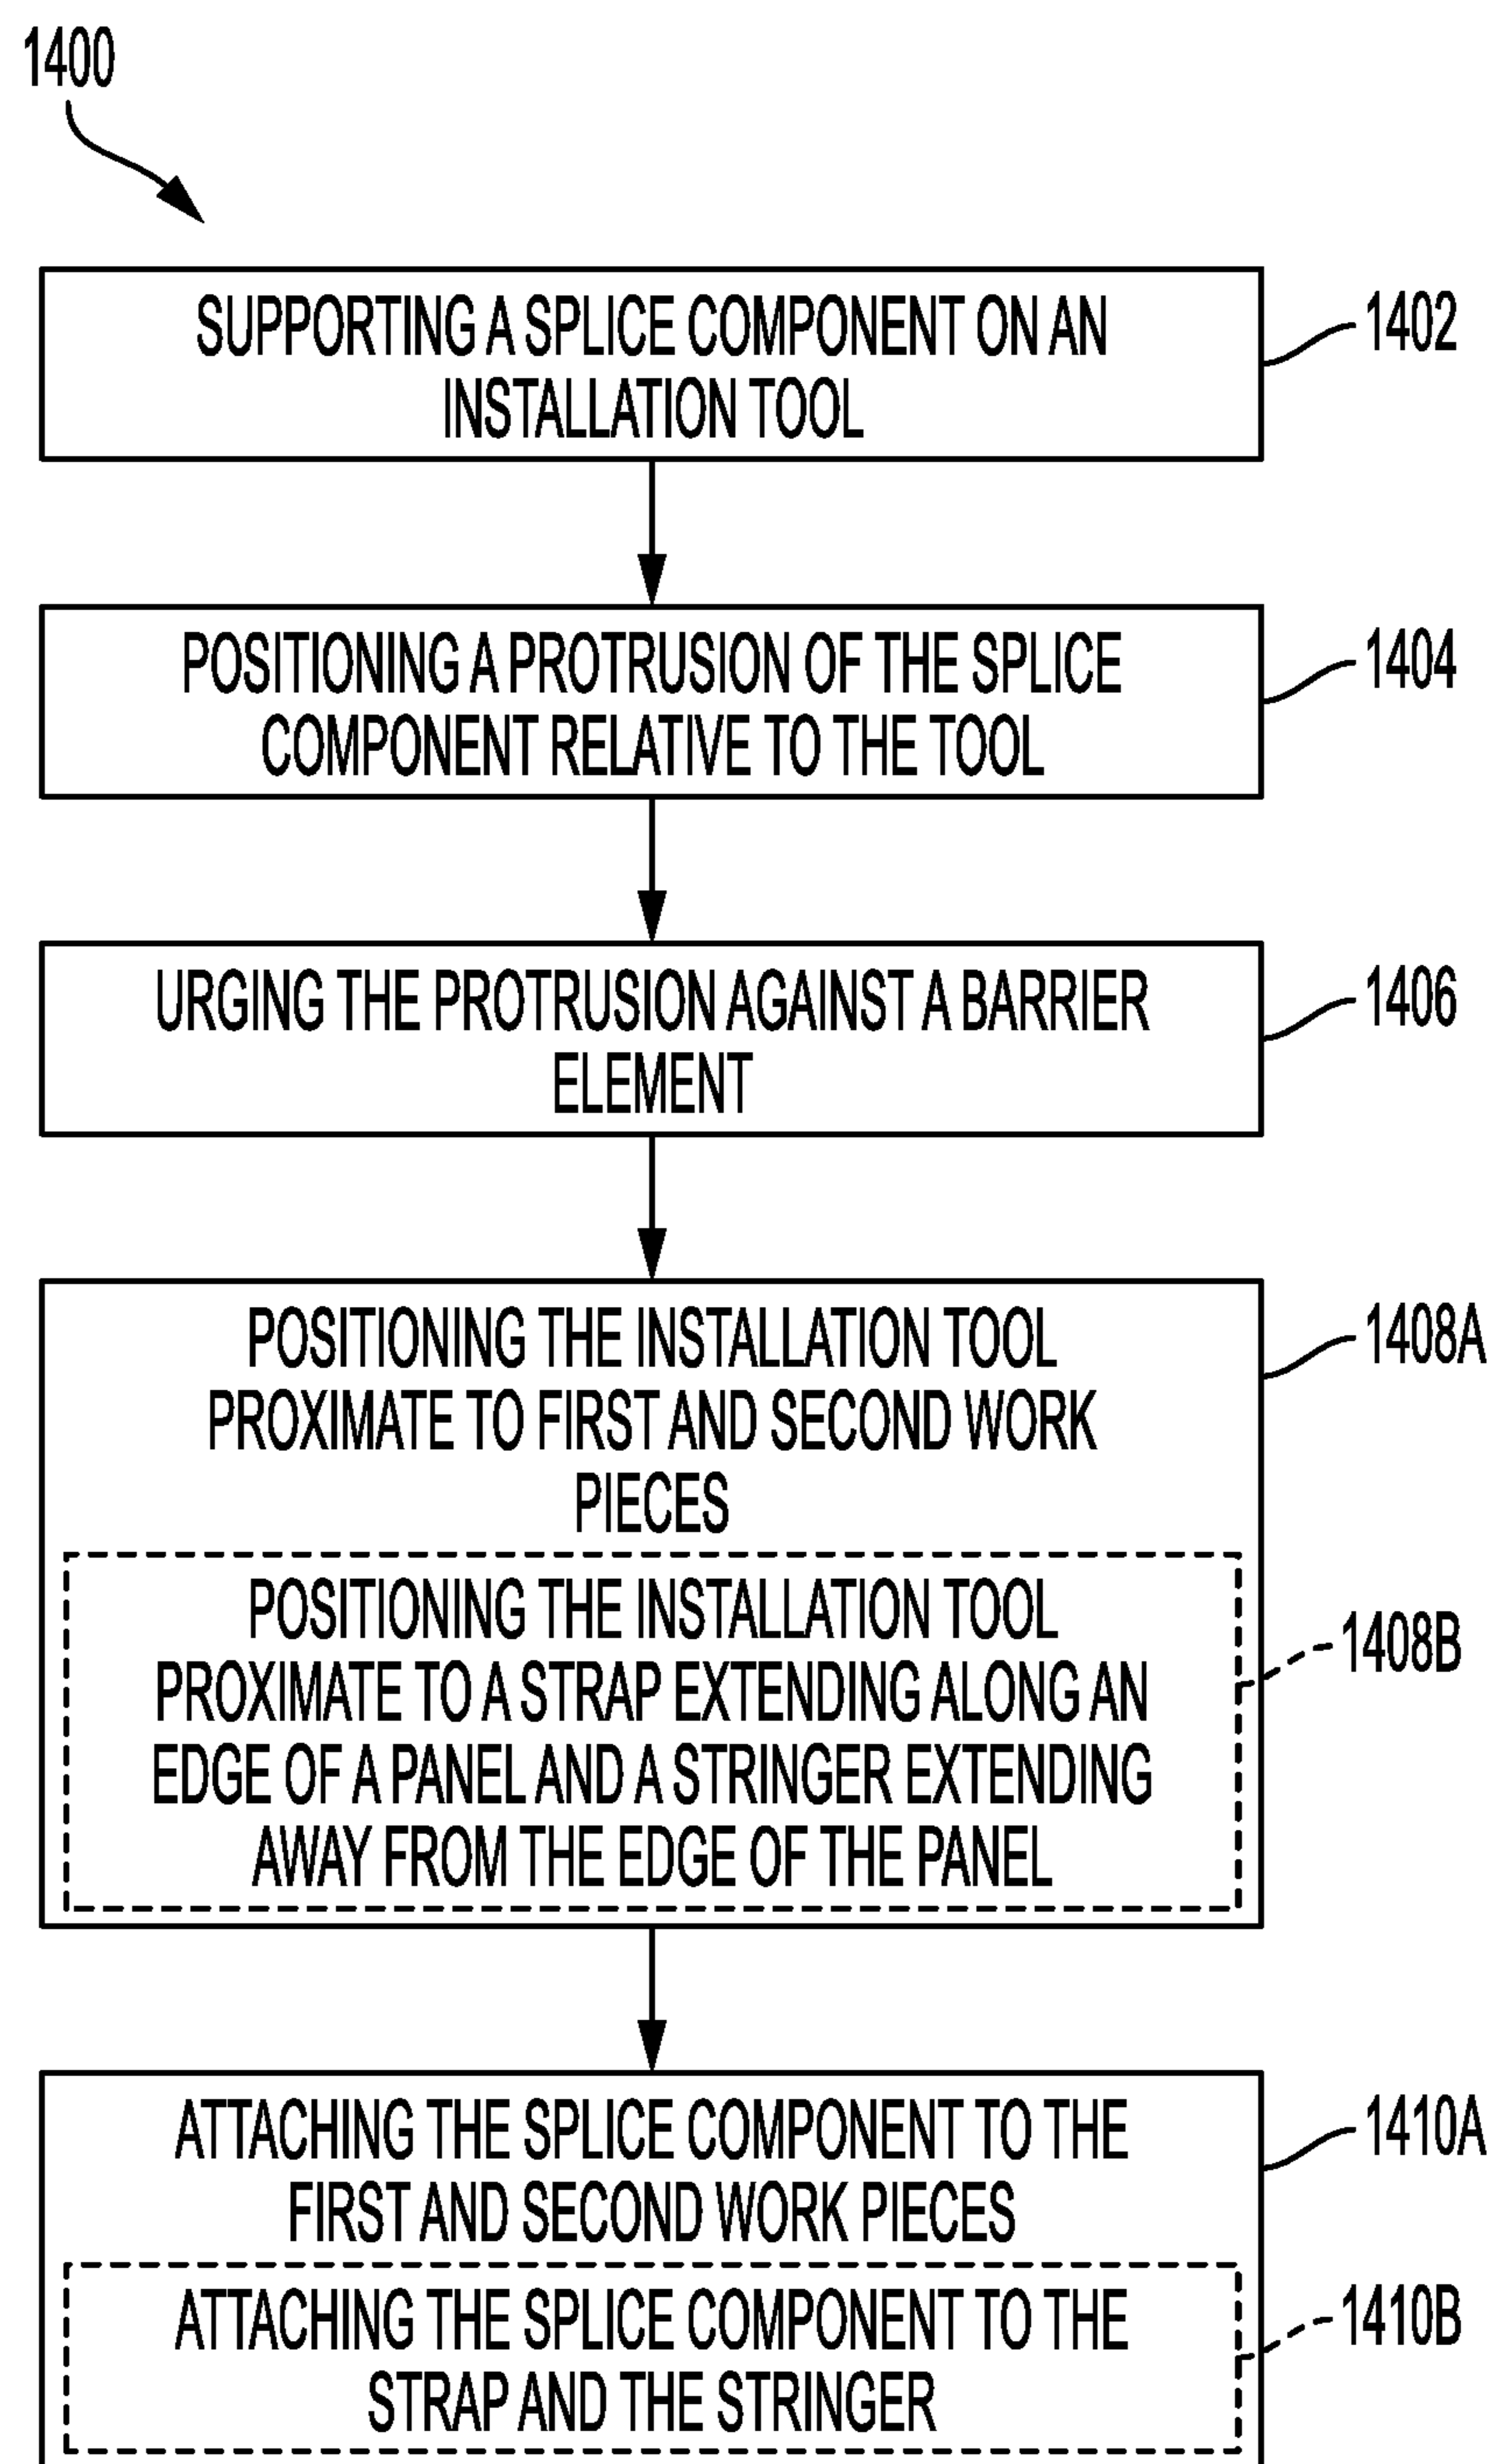 1400
SUPPORTING A SPLICE COMPONENT ON AN
INSTALLATION TOOL
1402
POSITIONING A PROTRUSION OF THE SPLICE
COMPONENT RELATIVE TO THE TOOL
1404
URGING THE PROTRUSION AGAINST A BARRIER
ELEMENT
1406
POSITIONING THE INSTALLATION TOOL
PROXIMATE TO FIRST AND SECOND WORK
PIECES
1408A
POSITIONING THE INSTALLATION TOOL
PROXIMATE TO A STRAP EXTENDING ALONG AN
EDGE OF A PANEL AND A STRINGER EXTENDING
AWAY FROM THE EDGE OF THE PANEL
1408B
ATTACHING THE SPLICE COMPONENT TO THE
FIRST AND SECOND WORK PIECES
1410A
ATTACHING THE SPLICE COMPONENT TO THE
STRAP AND THE STRINGER
1410B